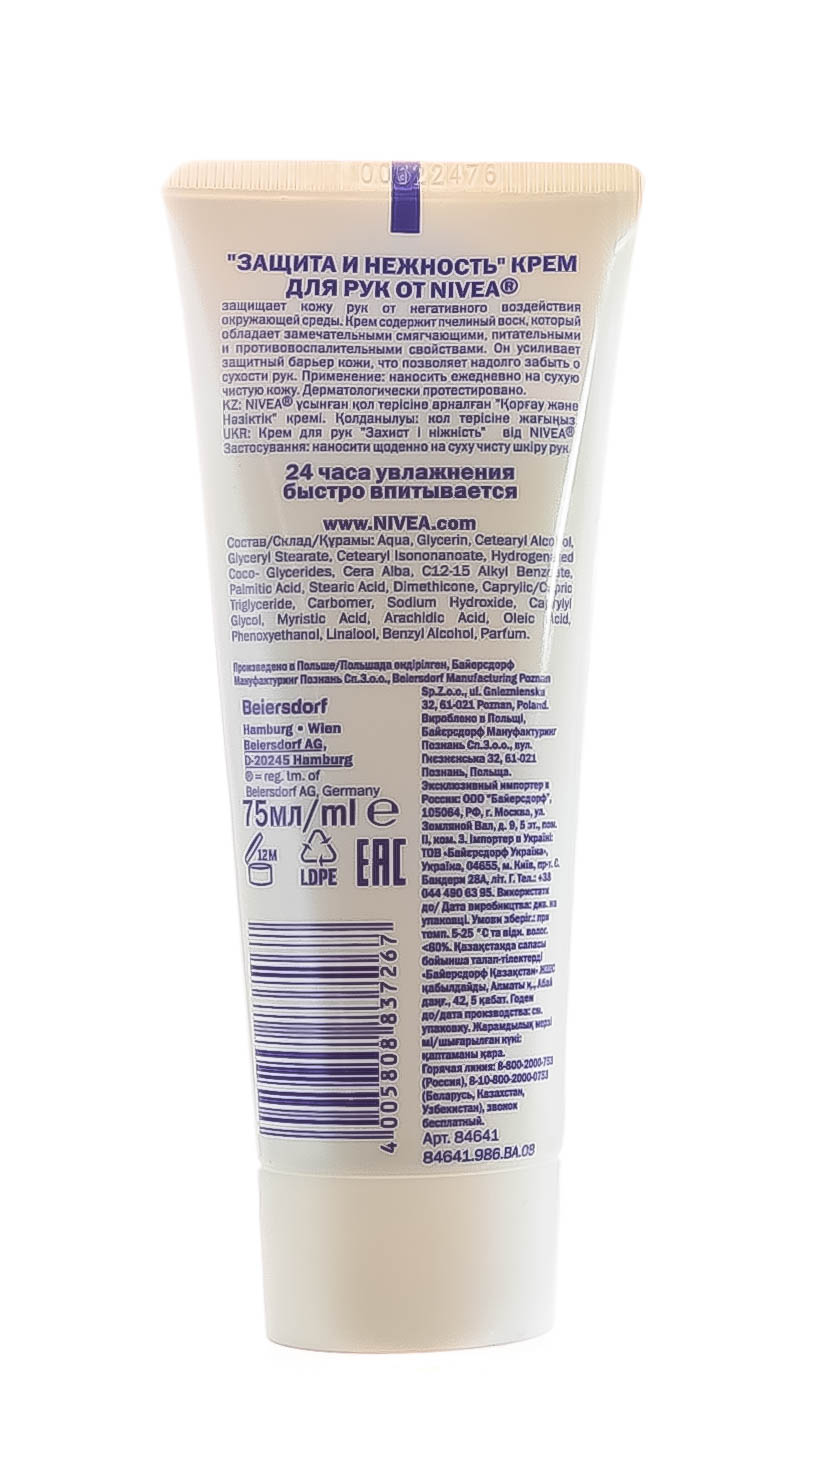 00622476
"ЗАЩИТА И НЕЖНОСТЬ" КРЕМ
ДЛЯ РУК ОТ NIVEA®
защищает кожу рук от негативного воздействия
окружающей среды. Крем содержит пчелиный воск, который
обладает замечательными смягчающими, питательными
и противовоспалительными свойствами. Он усиливает
защитный барьер кожи, что позволяет надолго забыть о
сухости рук. Применение: наносить ежедневно на сухую
чистую кожу. Дерматологически протестировано.
KZ: NIVEA® ұсынған қол терісіне арналған "Қорғау және
Нәзіктік" кремі. Қолданылуы: қол терісіне жағыңыз.
UKR: Крем для рук "Захист і ніжність" від NIVEA®
Застосування: наносити щоденно на суху чисту шкіру рук.
24 часа увлажнения
быстро впитывается
www.NIVEA.com
Состав/Склад/Құрамы: Aqua, Glycerin, Cetearyl Alcohol,
Glyceryl Stearate, Cetearyl Isononanoate, Hydrogenated
Coco- Glycerides, Cera Alba, C12-15 Alkyl Benzoate,
Palmitic Acid, Stearic Acid, Dimethicone, Caprylic/Capric
Triglyceride, Carbomer, Sodium Hydroxide, Caprylyl
Glycol, Myristic Acid, Arachidic Acid, Oleic Acid,
Phenoxyethanol, Linalool, Benzyl Alcohol, Parfum.
Произведено в Польше/Польшада өндірілген, Байерсдорф
Мануфактуринг Познань Сп.З.о.о., Beiersdorf Manufacturing Poznan
Sp.Z.o.o., ul. Gnieznienska
32, 61-021 Poznan, Poland.
Вироблено в Польщі,
Байєрсдорф Мануфактуринг
Познань Сп.З.о.о., вул.
Гнєзнєнська 32, 61-021
Познань, Польща.
Эксклюзивный импортер в
России: ООО "Байерсдорф",
105064, РФ, г. Москва, ул.
Земляной Вал, д. 9, 5 эт., пом.
II, ком. 3. Імпортер в Україні:
ТОВ «Байєрсдорф Україна»,
Україна, 04655, м. Київ, пр-т. С.
Бандери 28А, літ. Г. Тел.: +38
044 490 63 95. Використати
до/ Дата виробництва: див. на
упаковці. Умови зберіг.: при
темп. 5-25 °С та відн. волог.
<80%. Қазақстанда сапасы
бойынша талап-тілектерді
«Байерсдорф Қазақстан» ЖШС
қабылдайды, Алматы қ., Абай
даңғ., 42, 5 қабат. Годен
до/дата производства: см.
упаковку. Жарамдылық мерзі
мі/шығарылған күні:
қаптаманы қара.
Горячая линия: 8-800-2000-753
(Россия), 8-10-800-2000-0753
(Беларусь, Казахстан,
Узбекистан), звонок
бесплатный.
Арт. 84641
84641.986.BA.09
Beiersdorf
Hamburg • Wien
Beiersdorf AG,
D-20245 Hamburg
® = reg. tm. of
Beiersdorf AG, Germany
75мл/ml e
12M
LDPE
EAC
4 005808 837267